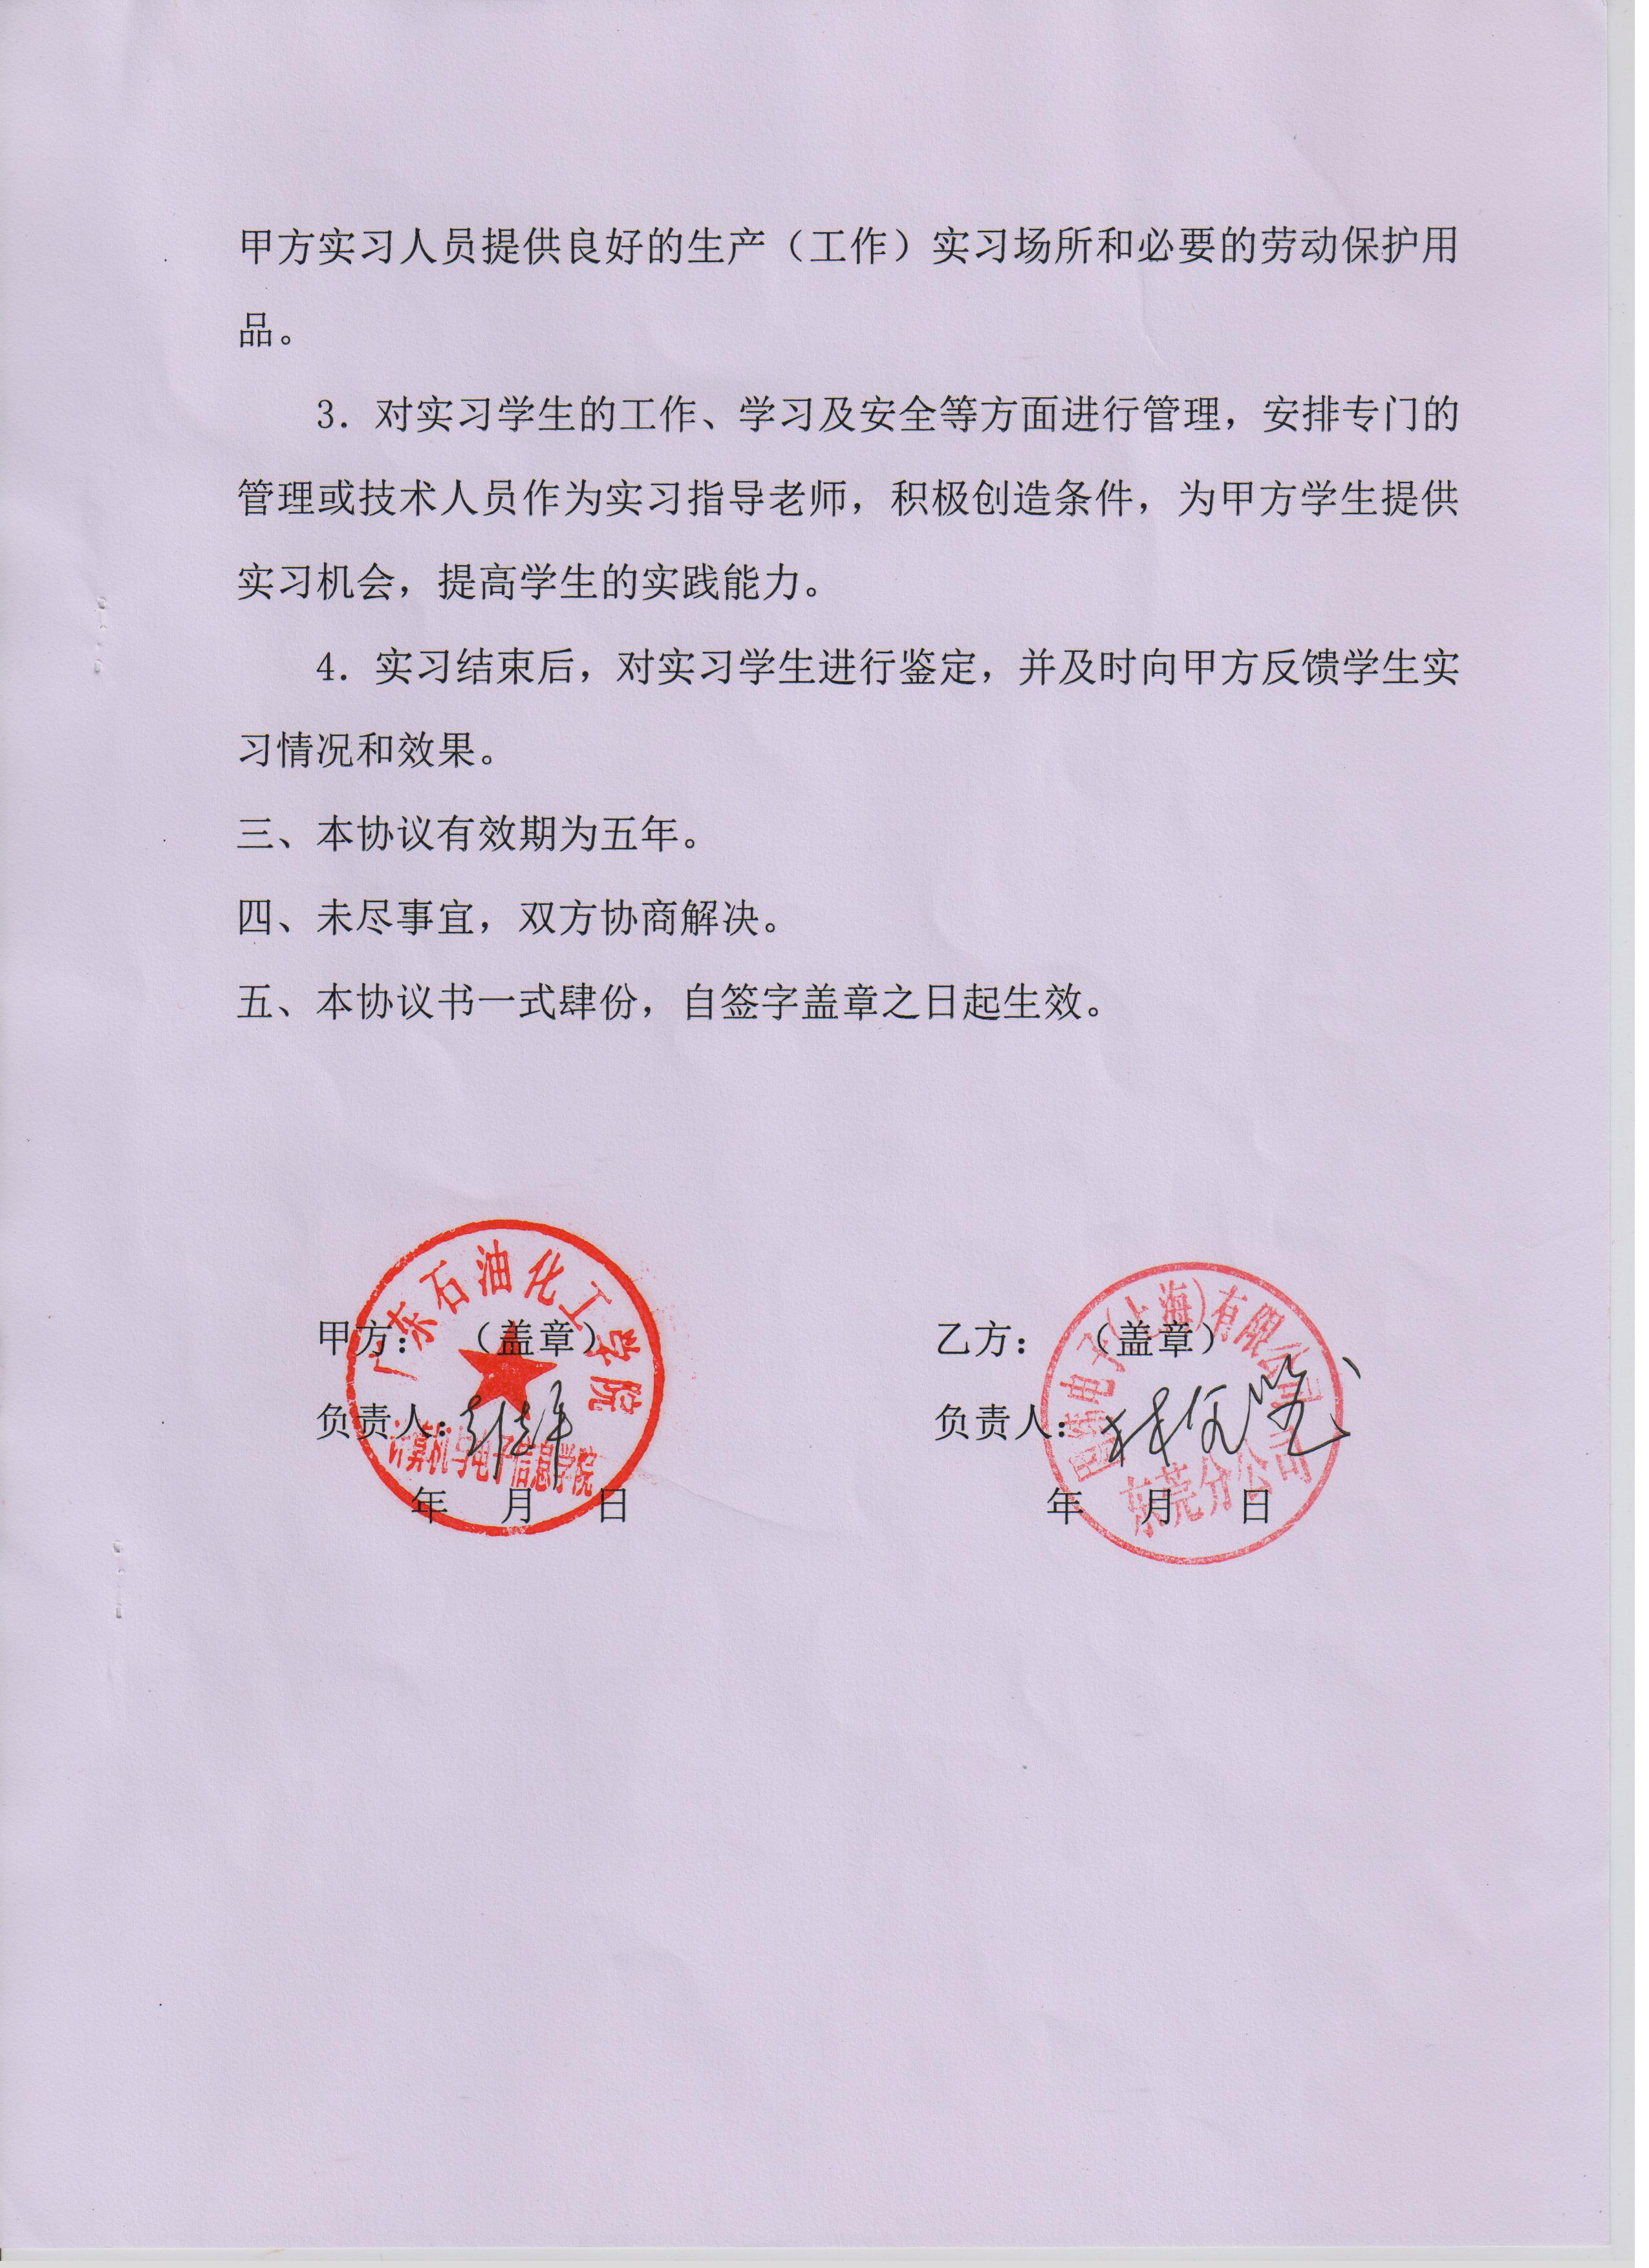 甲方实习人员提供良好的生产（工作）实习场所和必要的劳动保护用
品。
3．对实习学生的工作、学习及安全等方面进行管理，安排专门的
管理或技术人员作为实习指导老师，积极创造条件，为甲方学生提供
实习机会，提高学生的实践能力。
4．实习结束后，对实习学生进行鉴定，并及时向甲方反馈学生实
习情况和效果。
三、本协议有效期为五年。
四、未尽事宜，双方协商解决。
五、本协议书一式肆份，自签字盖章之日起生效。
广东石油化工学院
甲方：（盖章）
负责人：
计算机与电子信息学院
年 月 日
电子(上海)有限公司
乙方：（盖章）
负责人：
东莞分公司
年 月 日